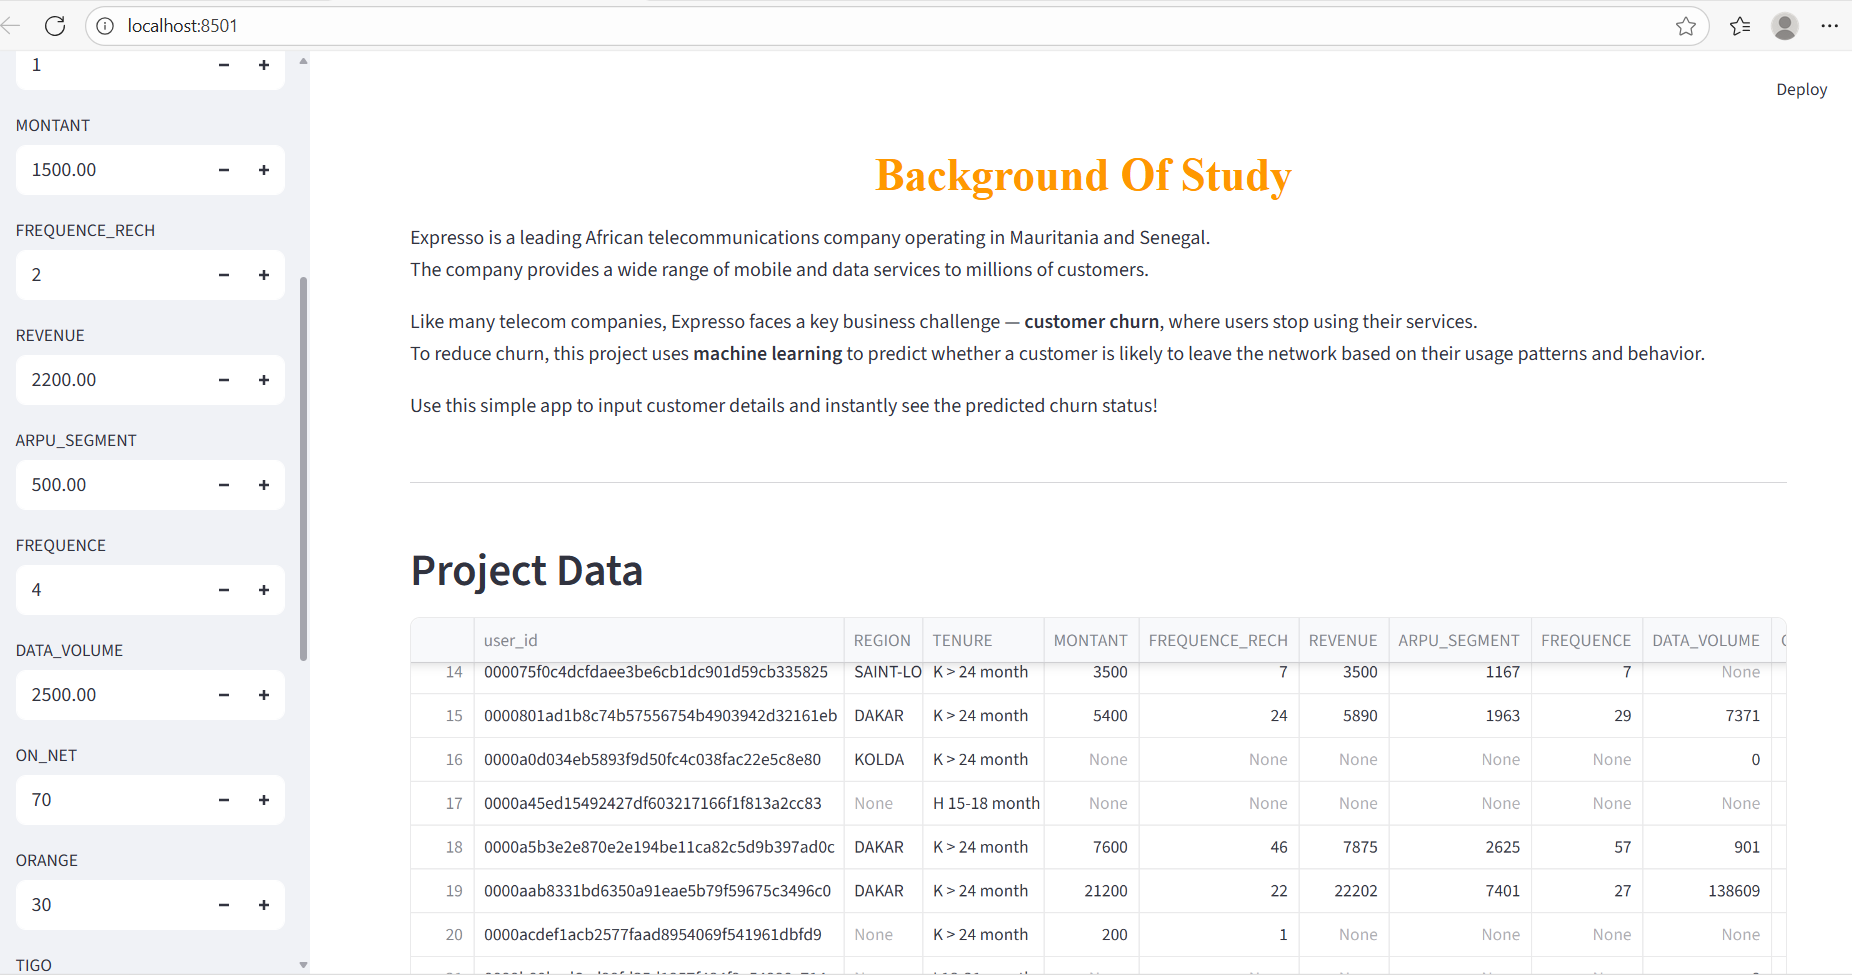 localhost:8501
1
MONTANT
1500.00
FREQUENCE_RECH
2
REVENUE
2200.00
ARPU_SEGMENT
500.00
FREQUENCE
4
DATA_VOLUME
2500.00
ON_NET
70
ORANGE
30
TIGO
Deploy
Background Of Study
Expresso is a leading African telecommunications company operating in Mauritania and Senegal.
The company provides a wide range of mobile and data services to millions of customers.
Like many telecom companies, Expresso faces a key business challenge — customer churn, where users stop using their services.
To reduce churn, this project uses machine learning to predict whether a customer is likely to leave the network based on their usage patterns and behavior.
Use this simple app to input customer details and instantly see the predicted churn status!
Project Data
user_id REGION TENURE MONTANT FREQUENCE_RECH REVENUE ARPU_SEGMENT FREQUENCE DATA_VOLUME
14 000075f0c4dcfdaee3be6cb1dc901d59cb335825 SAINT-LO K > 24 month 3500 7 3500 1167 7 None
15 0000801ad1b8c74b57556754b4903942d32161eb DAKAR K > 24 month 5400 24 5890 1963 29 7371
16 0000a0d034eb5893f9d50fc4c038fac22e5c8e80 KOLDA K > 24 month None None None None None 0
17 0000a45ed15492427df603217166f1f813a2cc83 None H 15-18 month None None None None None None
18 0000a5b3e2e870e2e194be11ca82c5d9b397ad0c DAKAR K > 24 month 7600 46 7875 2625 57 901
19 0000aab8331bd6350a91eae5b79f59675c3496c0 DAKAR K > 24 month 21200 22 22202 7401 27 138609
20 0000acdef1acb2577faad8954069f541961dbfd9 None K > 24 month 200 1 None None None None